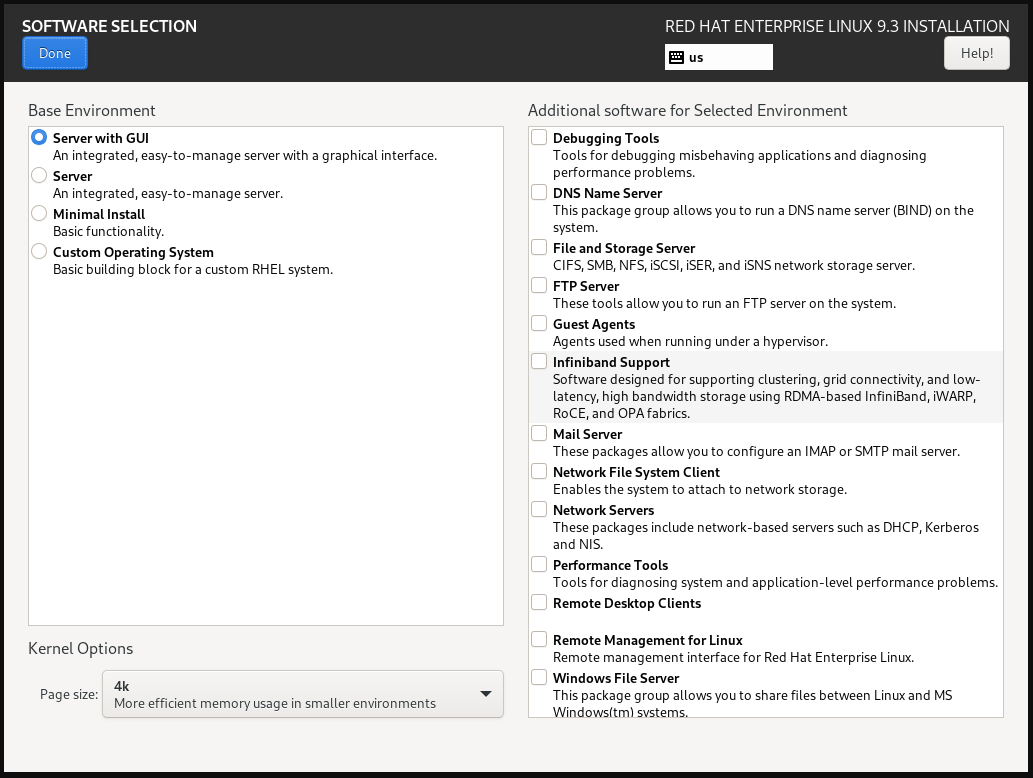 SOFTWARE SELECTION
RED HAT ENTERPRISE LINUX 9.3 INSTALLATION
Done
us
Help!
Base Environment
Server with GUI
An integrated, easy-to-manage server with a graphical interface.
Server
An integrated, easy-to-manage server.
Minimal Install
Basic functionality.
Custom Operating System
Basic building block for a custom RHEL system.
Kernel Options
Page size:
4k
More efficient memory usage in smaller environments
Additional software for Selected Environment
Debugging Tools
Tools for debugging misbehaving applications and diagnosing
performance problems.
DNS Name Server
This package group allows you to run a DNS name server (BIND) on the
system.
File and Storage Server
CIFS, SMB, NFS, iSCSI, iSER, and iSNS network storage server.
FTP Server
These tools allow you to run an FTP server on the system.
Guest Agents
Agents used when running under a hypervisor.
Infiniband Support
Software designed for supporting clustering, grid connectivity, and low-
latency, high bandwidth storage using RDMA-based InfiniBand, iWARP,
RoCE, and OPA fabrics.
Mail Server
These packages allow you to configure an IMAP or SMTP mail server.
Network File System Client
Enables the system to attach to network storage.
Network Servers
These packages include network-based servers such as DHCP, Kerberos
and NIS.
Performance Tools
Tools for diagnosing system and application-level performance problems.
Remote Desktop Clients
Remote Management for Linux
Remote management interface for Red Hat Enterprise Linux.
Windows File Server
This package group allows you to share files between Linux and MS
Windows(tm) systems.